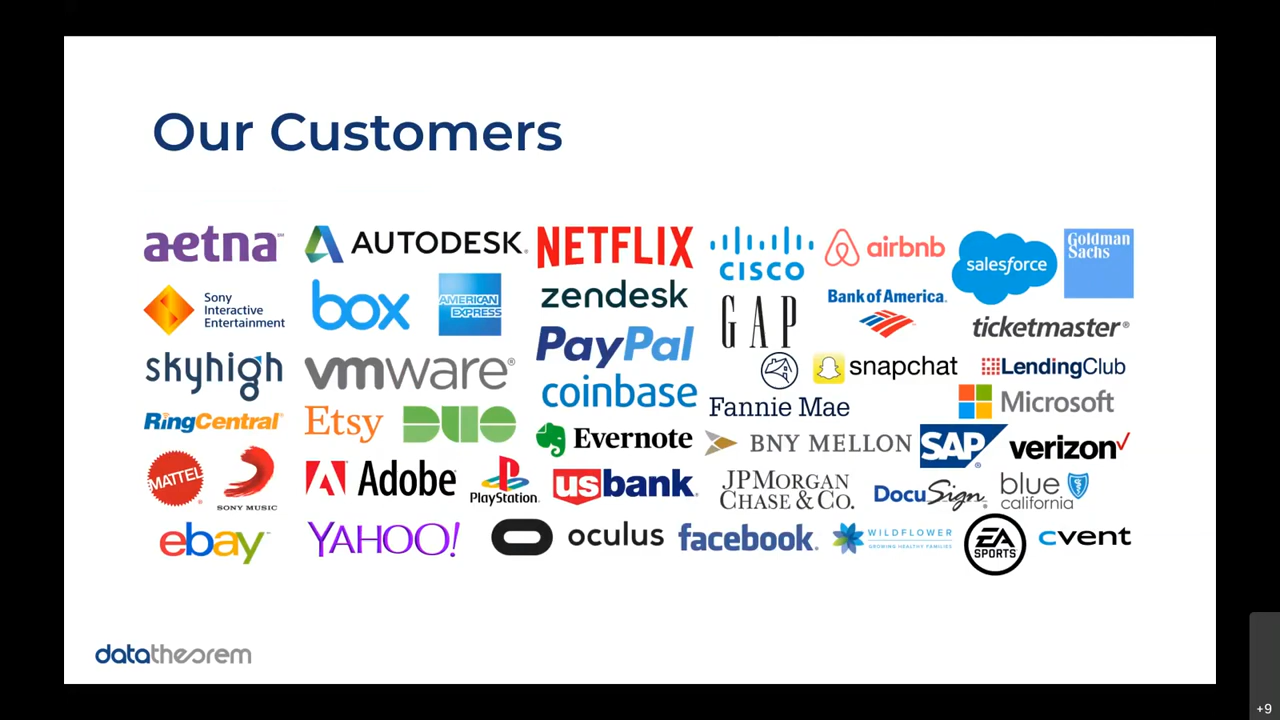 Our Customers
aetna
AUTODESK.
NETFLIX
CISCO
airbnb
salesforce
Goldman
Sachs
Sony
Interactive
Entertainment
box
AMERICAN
EXPRESS
zendesk
GAP
Bank of America.
ticketmaster®
skyhigh
vmware®
PayPal
coinbase
Fannie Mae
snapchat
LendingClub
Microsoft
RingCentral®
Etsy
DUO
Evernote
BNY MELLON
SAP®
verizon
MATTEL®
SONY MUSIC
Adobe
PlayStation.
usbank.
JPMORGAN
CHASE & CO.
DocuSign®
blue
california
ebay
YAHOO!
oculus
facebook®
WILDFLOWER
GROWING HEALTHY FAMILIES
EA
SPORTS
cvent
datatheorem
+9